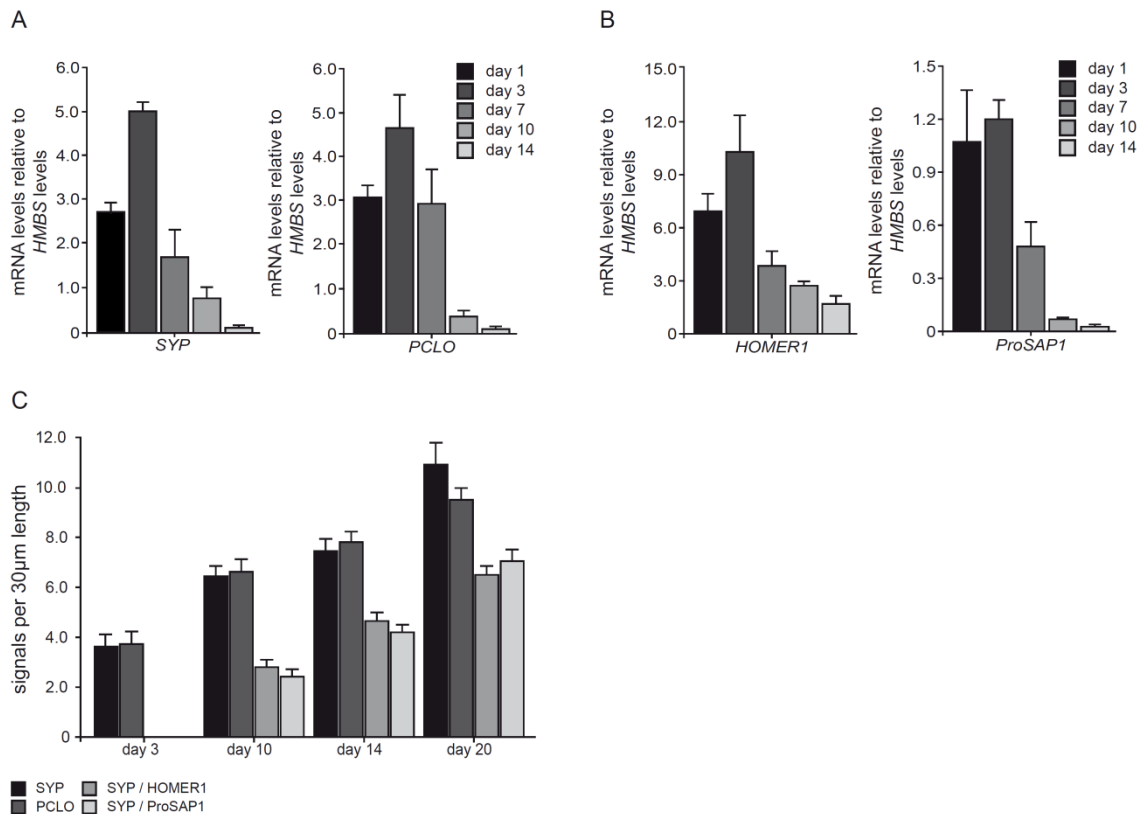 A
mRNA levels relative to
HMBS levels
6.0
5.0
4.0
3.0
2.0
1.0
0
SYP
mRNA levels relative to
HMBS levels
6.0
5.0
4.0
3.0
2.0
1.0
0
PCLO
day 1
day 3
day 7
day 10
day 14
B
mRNA levels relative to
HMBS levels
15.0
12.0
9.0
6.0
3.0
0
HOMER1
mRNA levels relative to
HMBS levels
1.5
1.2
0.9
0.6
0.3
0
ProSAP1
day 1
day 3
day 7
day 10
day 14
C
signals per 30µm length
12.0
10.0
8.0
6.0
4.0
2.0
0
day 3 day 10 day 14 day 20
SYP SYP / HOMER1
PCLO SYP / ProSAP1